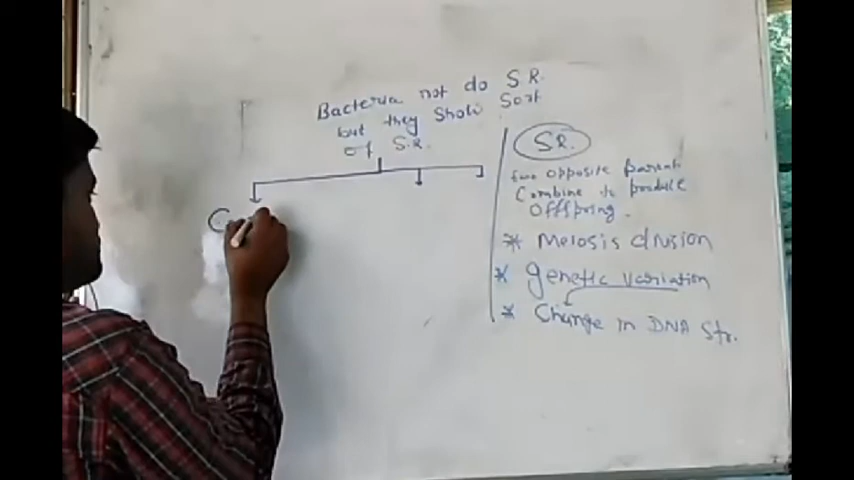 Bacteria not do S.R.
but they show sort
of S.R.
C
S.R.
two opposite parents
Combine to produce
Offspring.
* Meiosis division
* genetic variation
* Change in DNA Str.